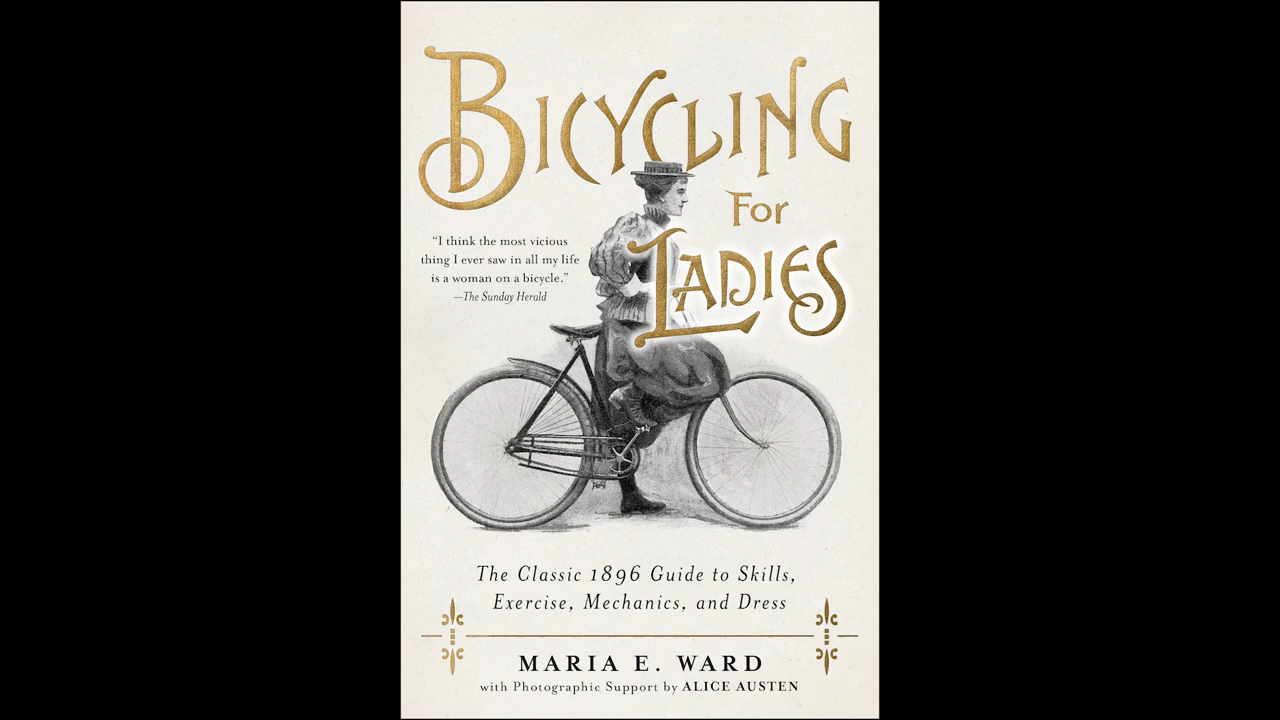 BICYCLING
For
LADIES
“I think the most vicious
thing I ever saw in all my life
is a woman on a bicycle.”
—The Sunday Herald
The Classic 1896 Guide to Skills,
Exercise, Mechanics, and Dress
MARIA E. WARD
with Photographic Support by ALICE AUSTEN